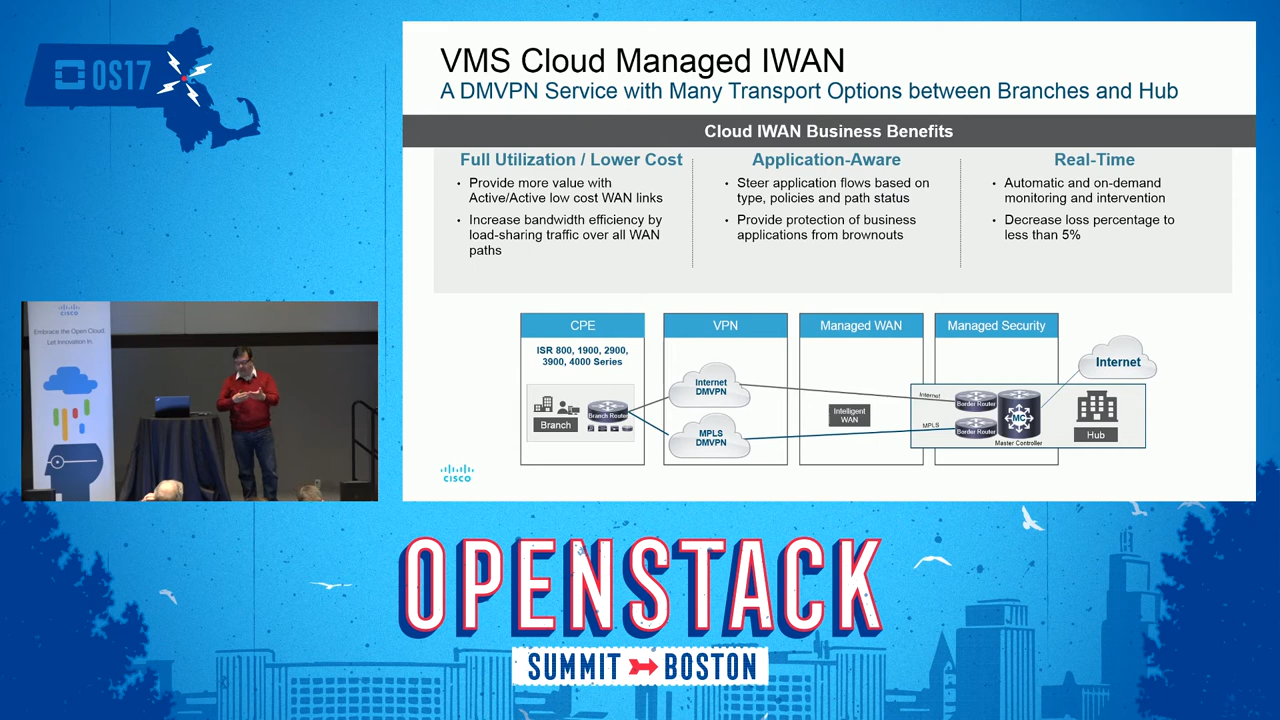 OS17
VMS Cloud Managed IWAN
A DMVPN Service with Many Transport Options between Branches and Hub
Cloud IWAN Business Benefits
Full Utilization / Lower Cost
• Provide more value with
Active/Active low cost WAN links
• Increase bandwidth efficiency by
load-sharing traffic over all WAN
paths
Application-Aware
• Steer application flows based on
type, policies and path status
• Provide protection of business
applications from brownouts
Real-Time
• Automatic and on-demand
monitoring and intervention
• Decrease loss percentage to
less than 5%
CPE
ISR 800, 1900, 2900,
3900, 4000 Series
Branch
Branch Router
VPN
Internet
DMVPN
MPLS
DMVPN
Managed WAN
Intelligent
WAN
Managed Security
Internet
MPLS
Border Router
Border Router
MC
Master Controller
Internet
Hub
CISCO
CISCO
Embrace the Open Cloud.
Let Innovation In.
OPENSTACK
SUMMIT BOSTON